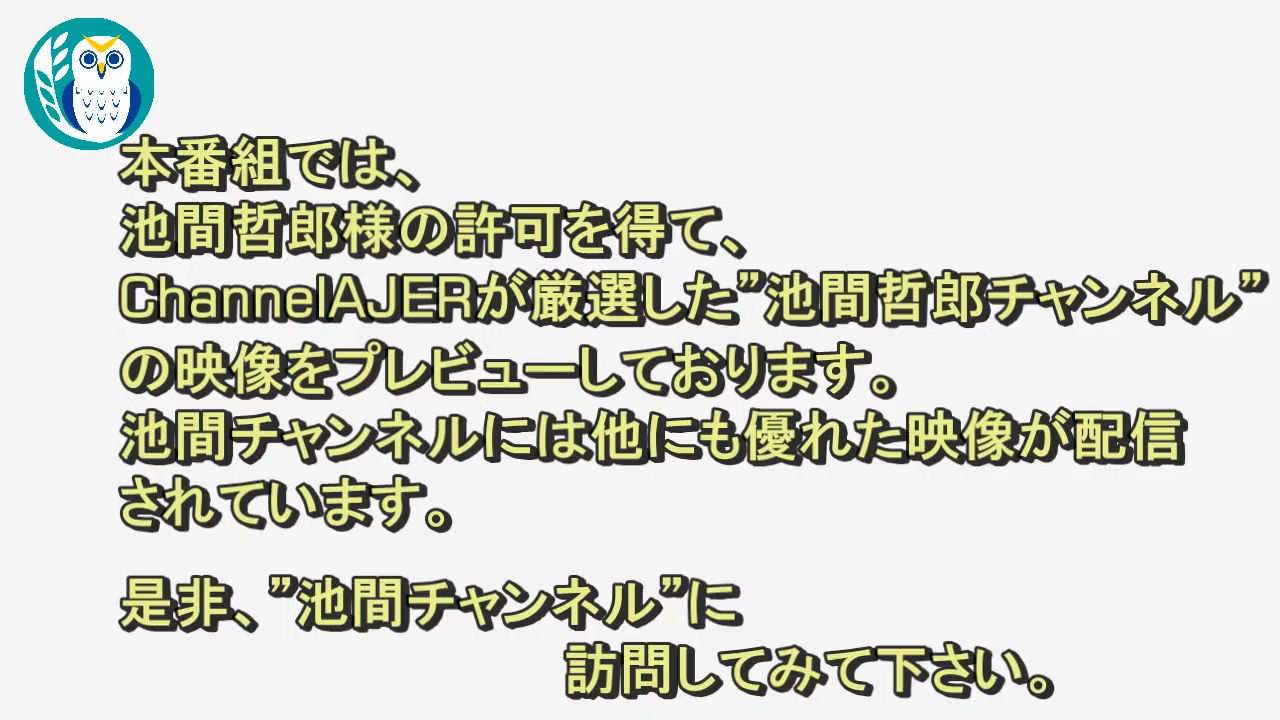 本番組では、
池間哲郎様の許可を得て、
ChannelAJERが厳選した”池間哲郎チャンネル”
の映像をプレビューしております。
池間チャンネルには他にも優れた映像が配信
されています。
是非、”池間チャンネル”に
訪問してみて下さい。